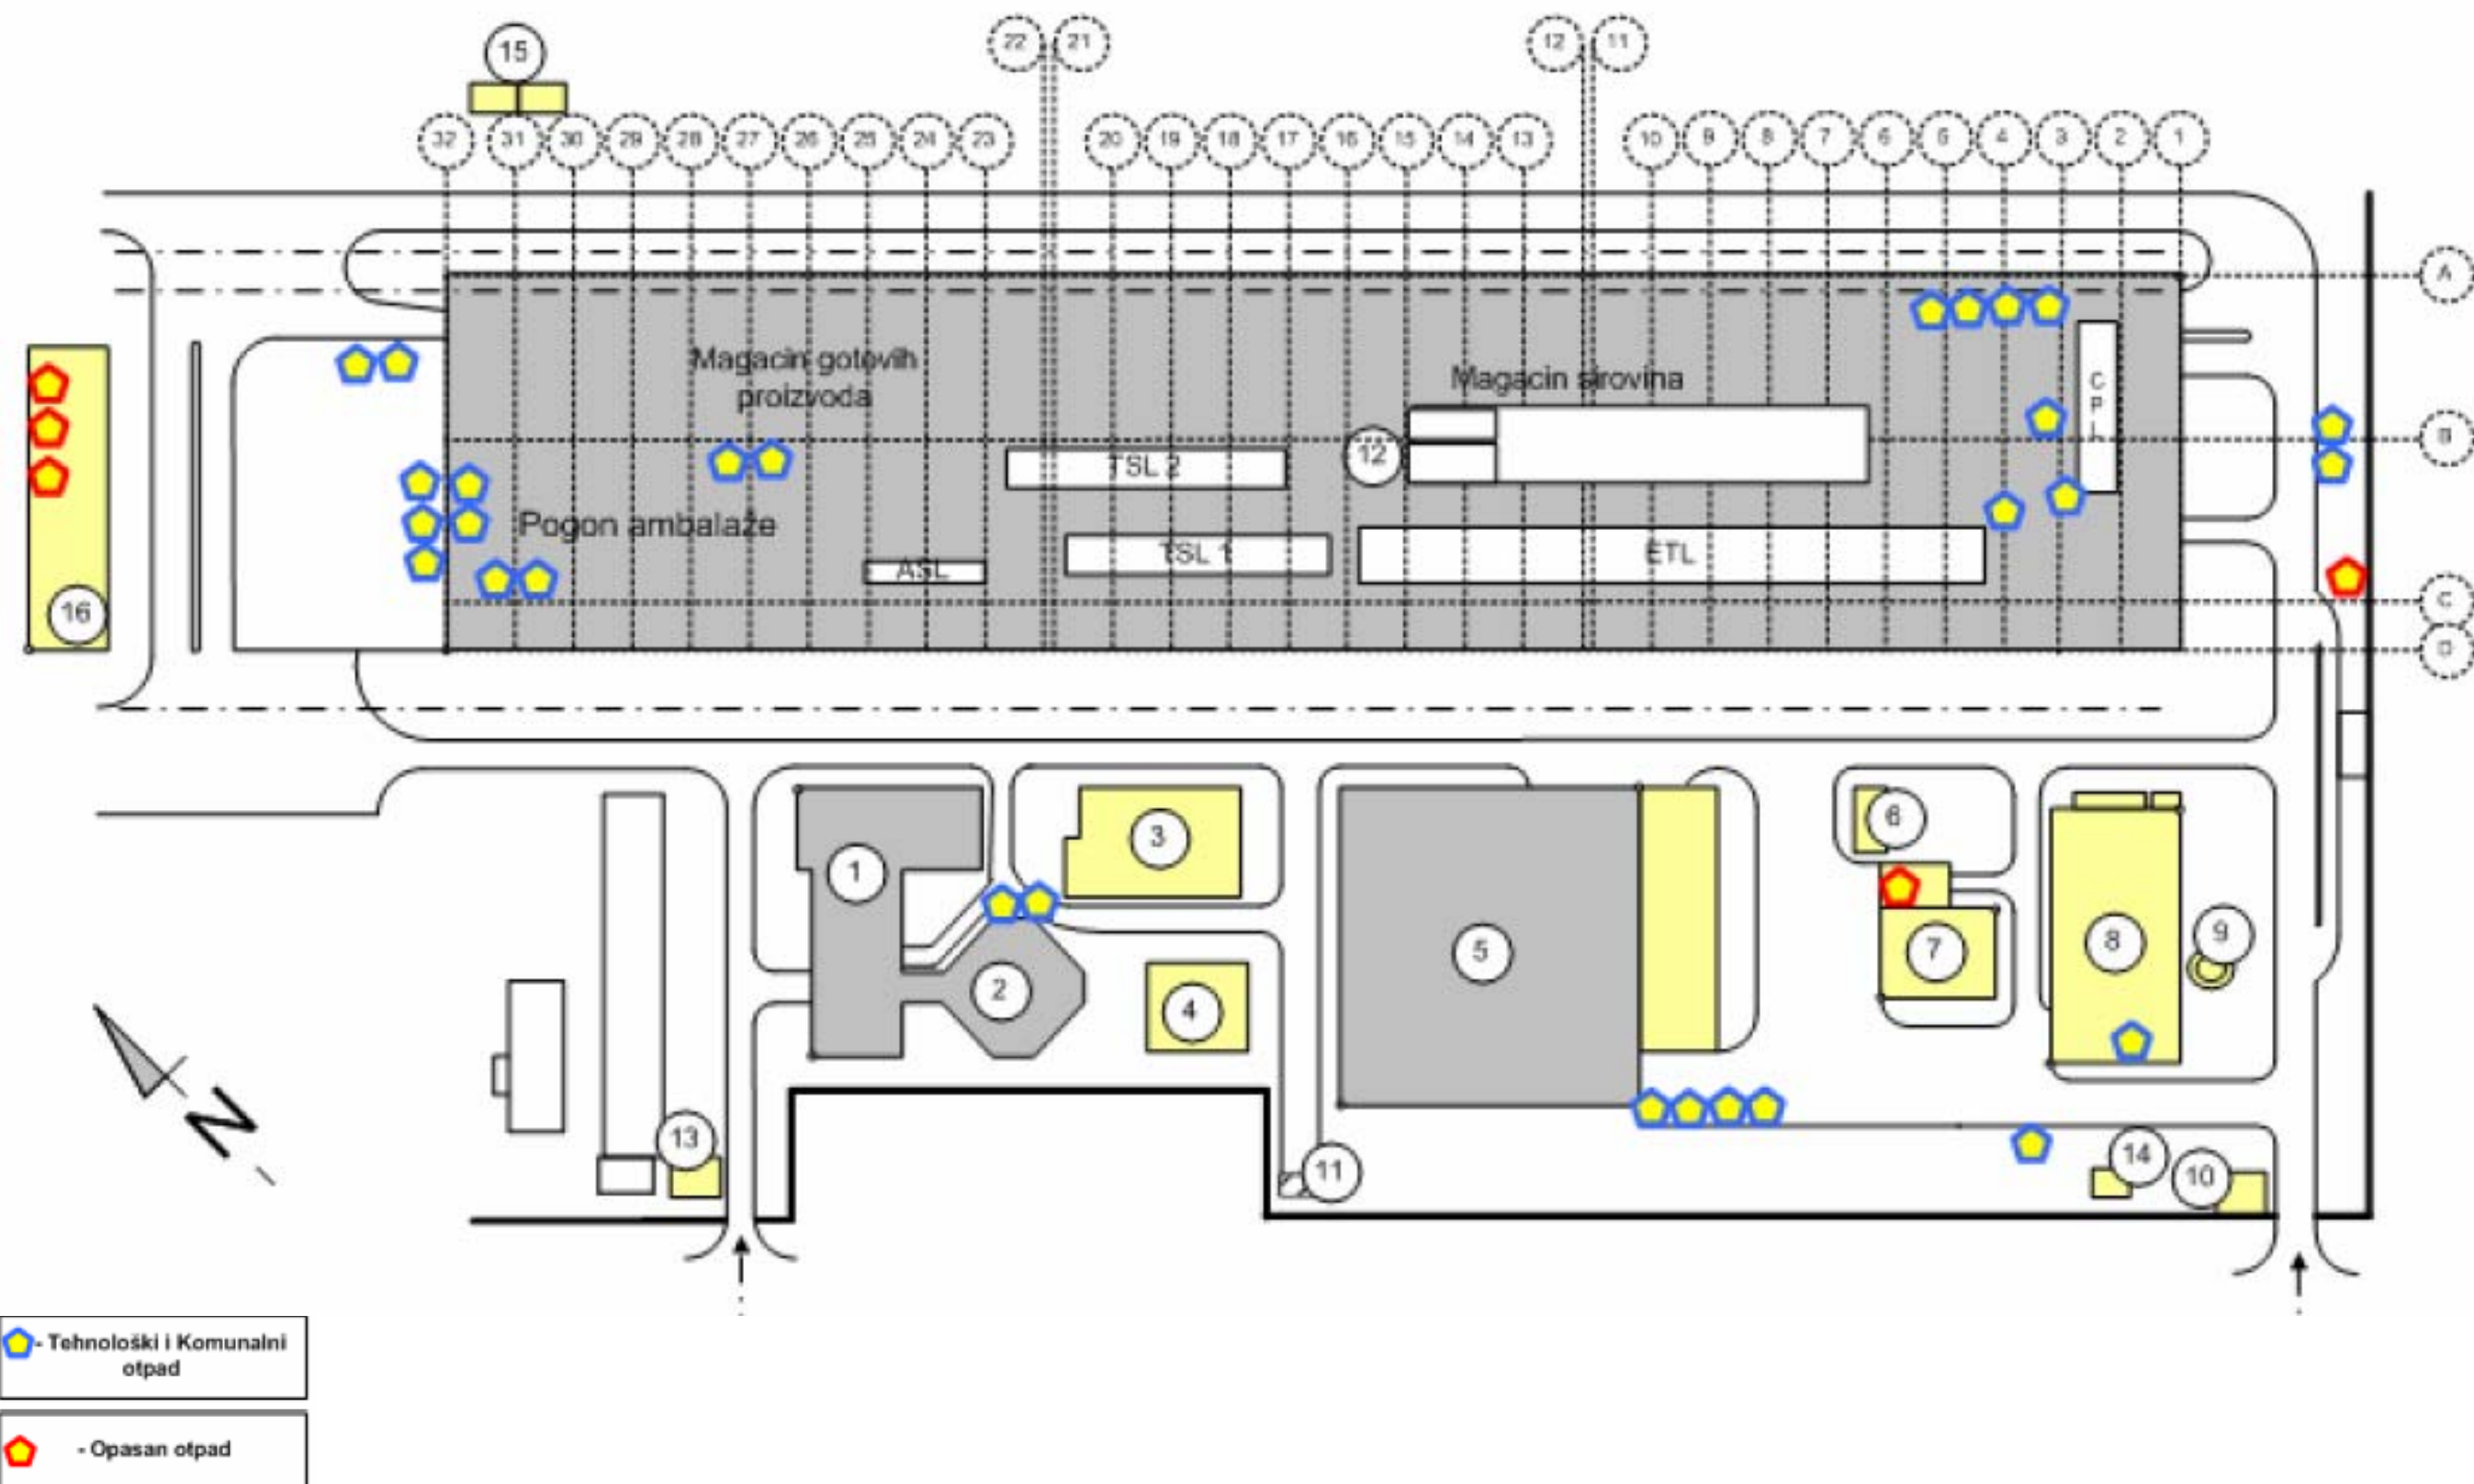 15
22 21 12 11
32 31 30 29 28 27 26 25 24 23 20 19 18 17 16 15 14 13 10 9 8 7 6 5 4 3 2 1
A
Magacin gotovih
proizvoda
Magacin sirovina
CPL
B
TSL 2
12
Pogon ambalaže
TSL 1
ETL
ASL
16
C
D
1
2
3
4
5
6
7
8
9
13
11
14
10
N
- Tehnološki i Komunalni
otpad
- Opasan otpad